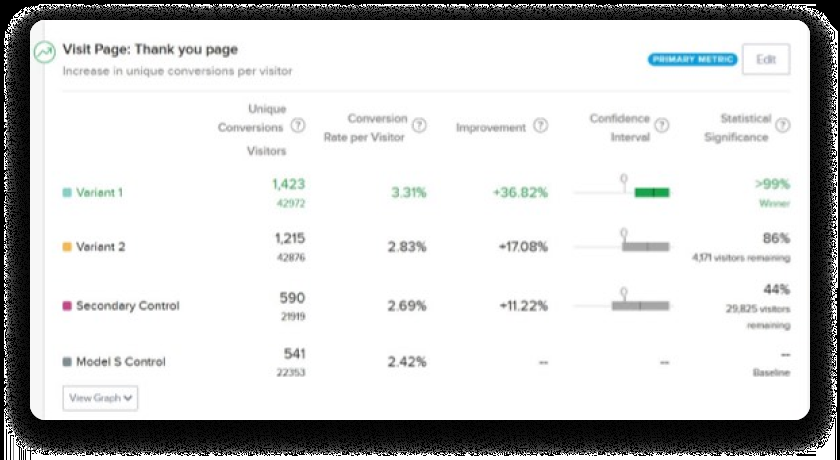 Visit Page: Thank you page
Increase in unique conversions per visitor
PRIMARY METRIC
Edit
Unique
Conversions ?
Visitors
Conversion
Rate per Visitor ?
Improvement ?
Confidence
Interval ?
Statistical
Significance ?
Variant 1
1,423
42972
3.31%
+36.82%
>99%
Winner
Variant 2
1,215
42876
2.83%
+17.08%
86%
4,171 visitors remaining
Secondary Control
590
21919
2.69%
+11.22%
44%
29,825 visitors
remaining
Model S Control
541
22353
2.42%
--
--
--
Baseline
View Graph